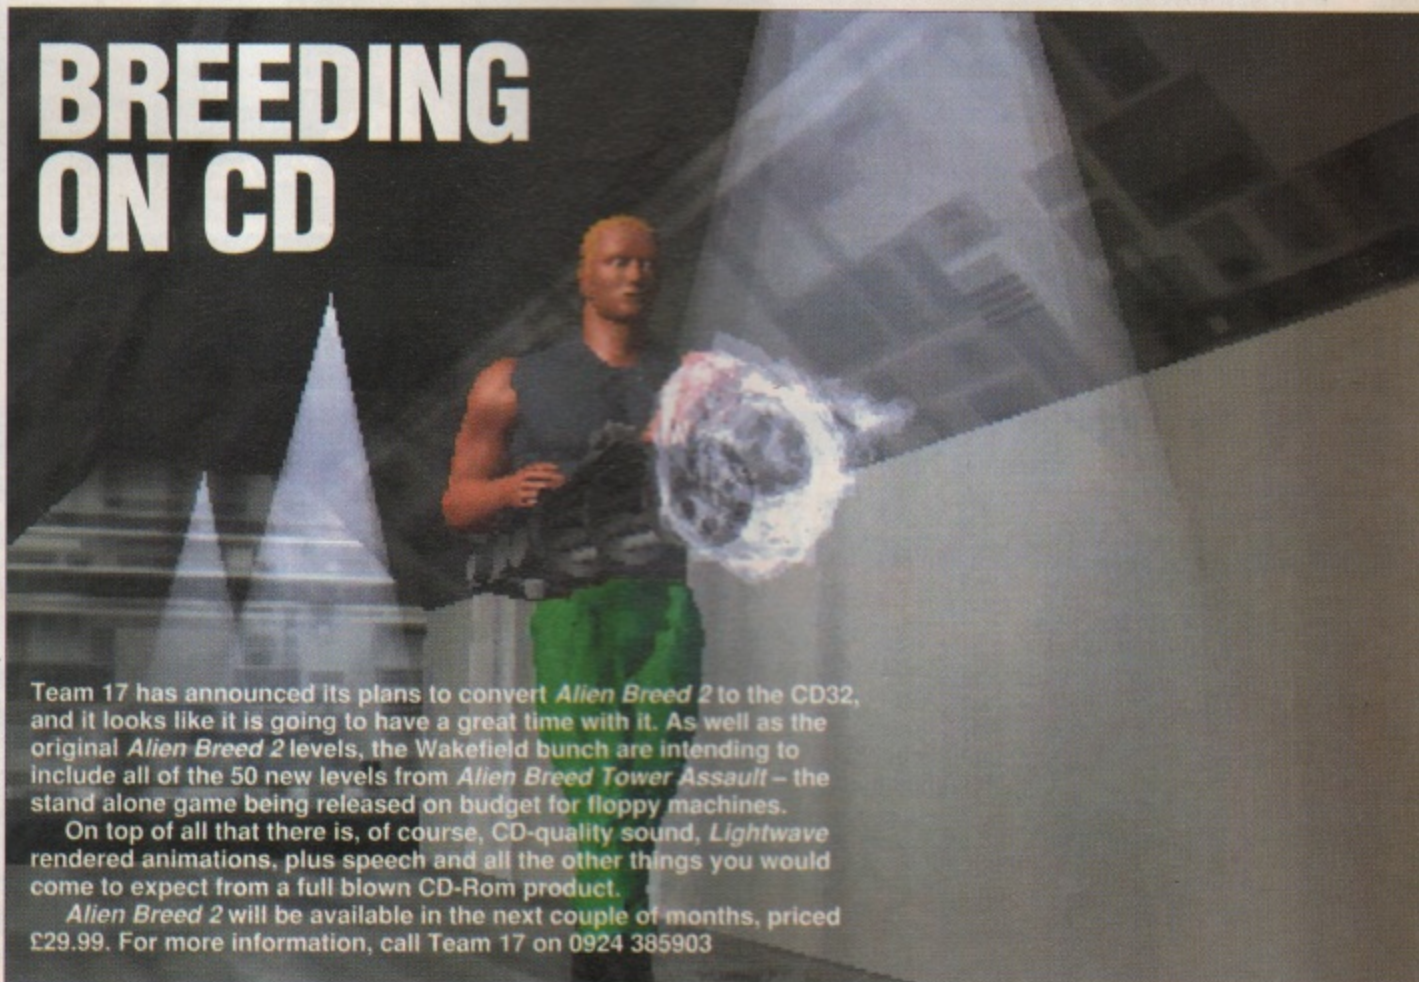 BREEDING
ON CD
Team 17 has announced its plans to convert Alien Breed 2 to the CD32,
and it looks like it is going to have a great time with it. As well as the
original Alien Breed 2 levels, the Wakefield bunch are intending to
include all of the 50 new levels from Alien Breed Tower Assault – the
stand alone game being released on budget for floppy machines.
On top of all that there is, of course, CD-quality sound, Lightwave
rendered animations, plus speech and all the other things you would
come to expect from a full blown CD-Rom product.
Alien Breed 2 will be available in the next couple of months, priced
£29.99. For more information, call Team 17 on 0924 385903